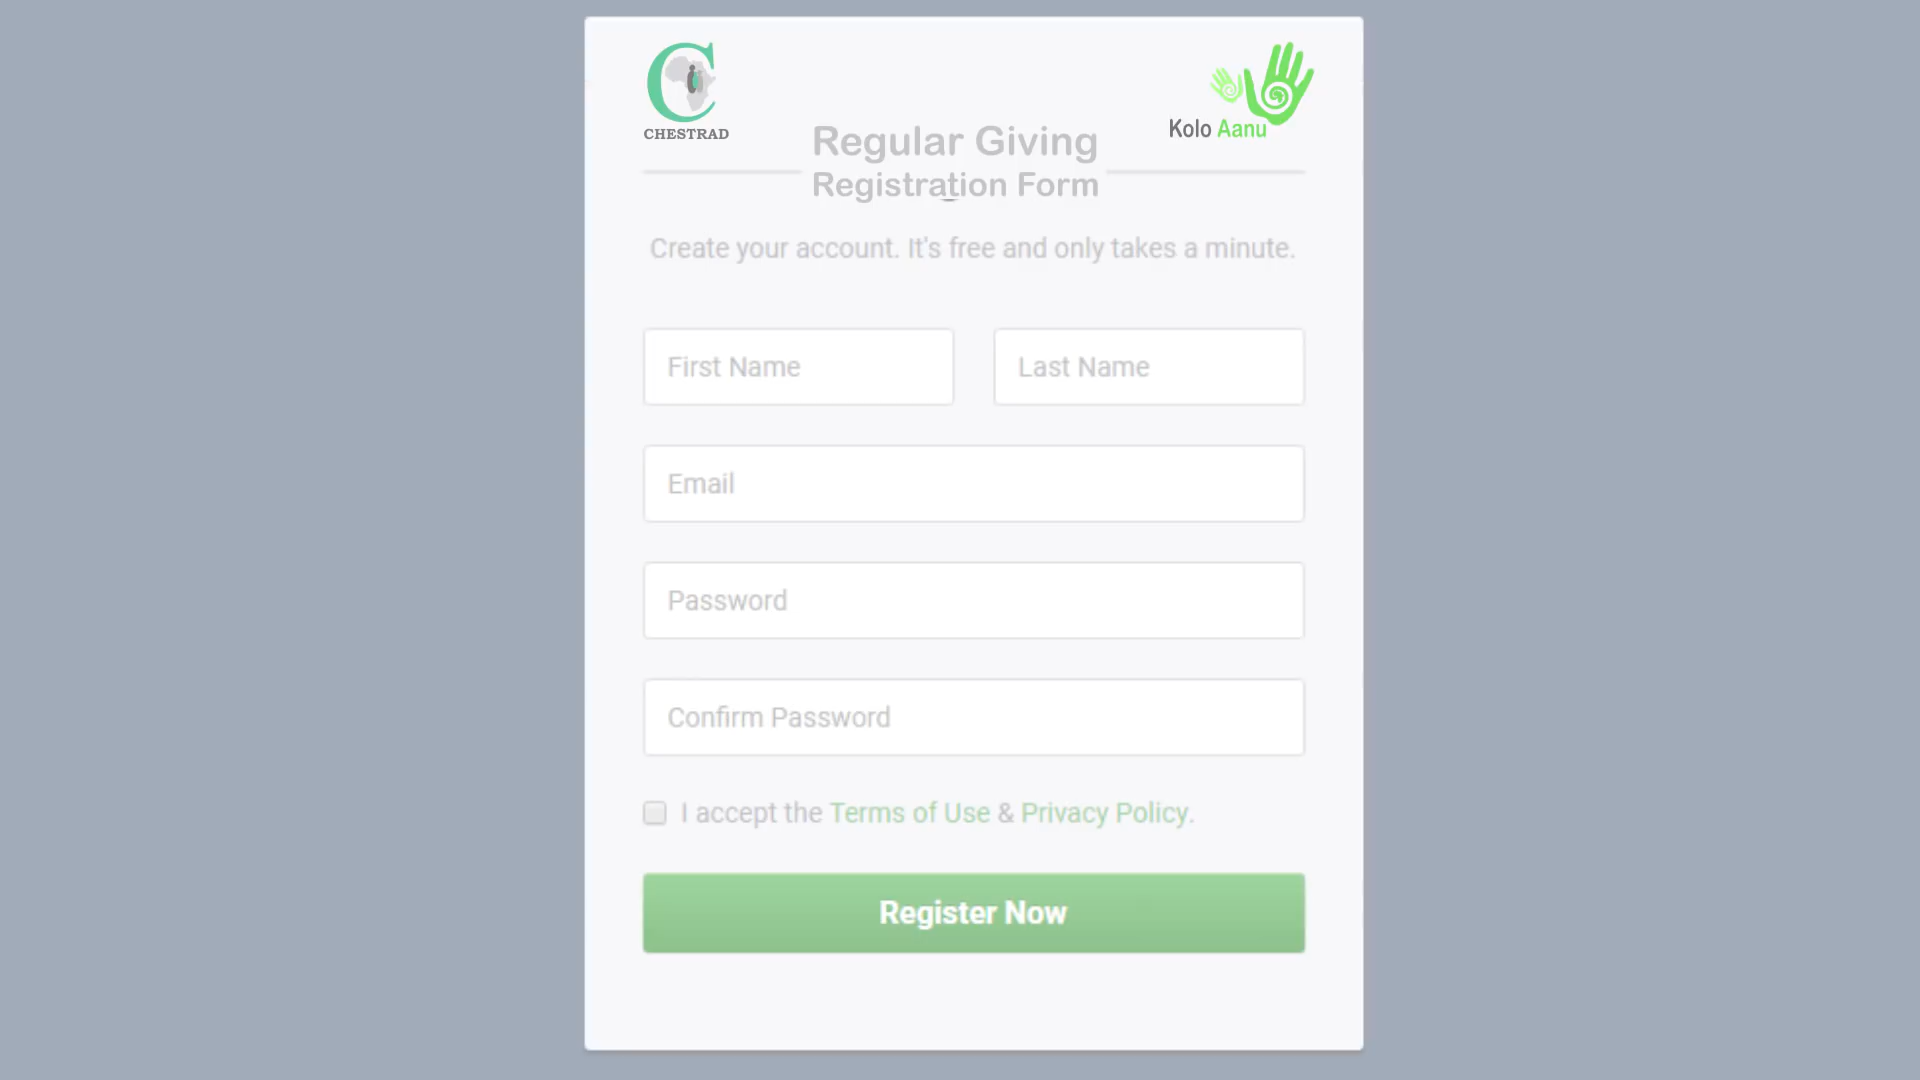 CHESTRAD
Kolo Aanu
Regular Giving
Registration Form
Create your account. It's free and only takes a minute.
First Name
Last Name
Email
Password
Confirm Password
I accept the Terms of Use & Privacy Policy.
Register Now